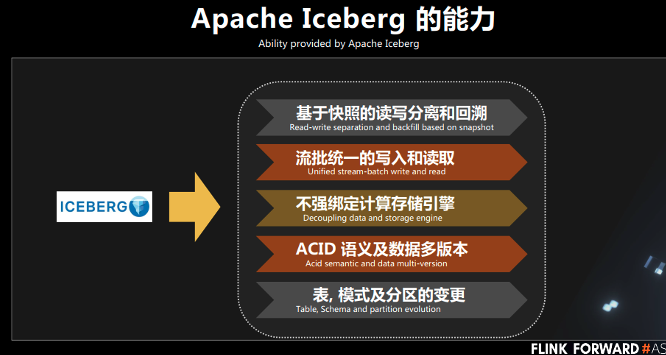 Apache Iceberg 的能力
Ability provided by Apache Iceberg
基于快照的读写分离和回溯
Read-write separation and backfill based on snapshot
流批统一的写入和读取
Unified stream-batch write and read
ICEBERG
不强绑定计算存储引擎
Decoupling data and storage engine
ACID 语义及数据多版本
Acid semantic and data multi-version
表, 模式及分区的变更
Table, Schema and partition evolution
FLINK FORWARD #AS